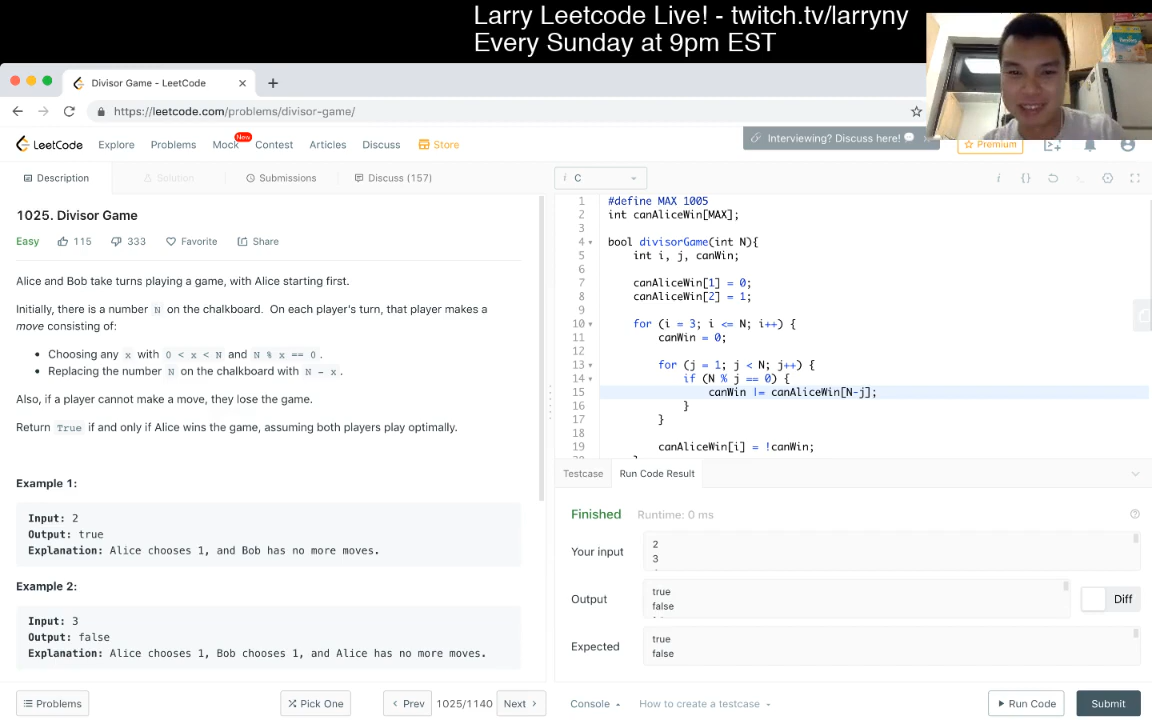 Larry Leetcode Live! - twitch.tv/larryny
Every Sunday at 9pm EST
Divisor Game - LeetCode
https://leetcode.com/problems/divisor-game/
LeetCode Explore Problems Mock New Contest Articles Discuss Store
Interviewing? Discuss here!
Premium
Description Solution Submissions Discuss (157)
i C
1025. Divisor Game
Easy 115 333 Favorite Share
Alice and Bob take turns playing a game, with Alice starting first.
Initially, there is a number N on the chalkboard. On each player's turn, that player makes a
move consisting of:
• Choosing any x with 0 < x < N and N % x == 0.
• Replacing the number N on the chalkboard with N - x.
Also, if a player cannot make a move, they lose the game.
Return True if and only if Alice wins the game, assuming both players play optimally.
Example 1:
Input: 2
Output: true
Explanation: Alice chooses 1, and Bob has no more moves.
Example 2:
Input: 3
Output: false
Explanation: Alice chooses 1, Bob chooses 1, and Alice has no more moves.
Problems Pick One Prev 1025/1140 Next
1 #define MAX 1005
2 int canAliceWin[MAX];
3
4 bool divisorGame(int N){
5 int i, j, canWin;
6
7 canAliceWin[1] = 0;
8 canAliceWin[2] = 1;
9
10 for (i = 3; i <= N; i++) {
11 canWin = 0;
12
13 for (j = 1; j < N; j++) {
14 if (N % j == 0) {
15 canWin |= canAliceWin[N-j];
16 }
17 }
18
19 canAliceWin[i] = !canWin;
Testcase Run Code Result
Finished Runtime: 0 ms
Your input
2
3
Output
true
false
Diff
Expected
true
false
Console How to create a testcase Run Code Submit